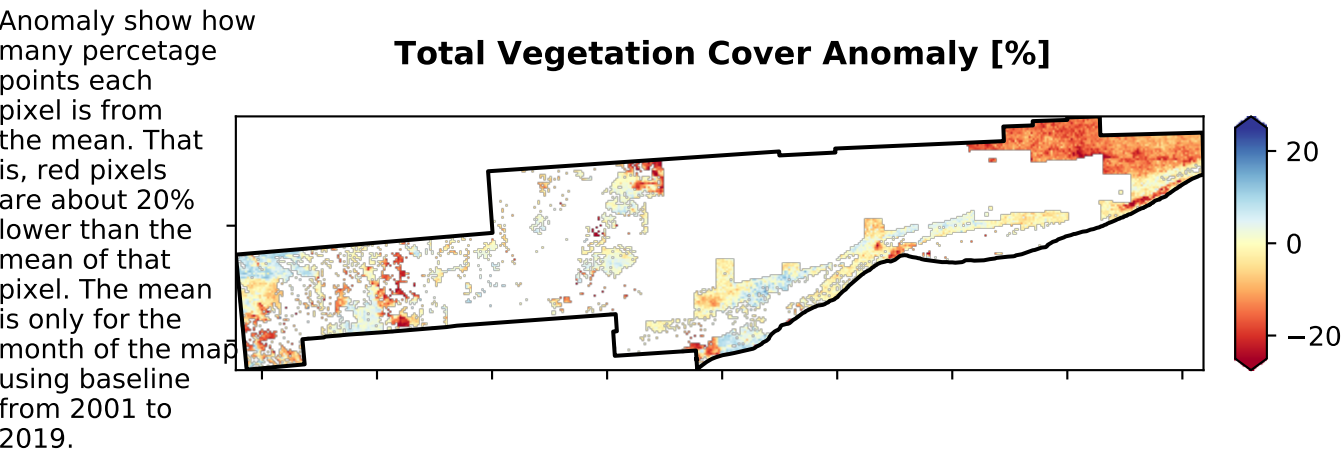 Anomaly show how
many percetage
points each
pixel is from
the mean. That
is, red pixels
are about 20%
lower than the
mean of that
pixel. The mean
is only for the
month of the map
using baseline
from 2001 to
2019.
Total Vegetation Cover Anomaly [%]
20
0
−20